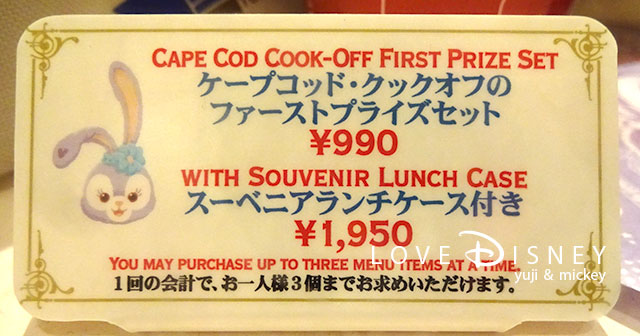 CAPE COD COOK-OFF FIRST PRIZE SET
ケープコッド・クックオフの
ファーストプライズセット
¥990
WITH SOUVENIR LUNCH CASE
スーベニアランチケース付き
¥1,950
LOVE DISNEY
yuji & mickey
YOU MAY PURCHASE UP TO THREE MENU ITEMS AT A TIME.
1回の会計で、お一人様3個までお求めいただけます。